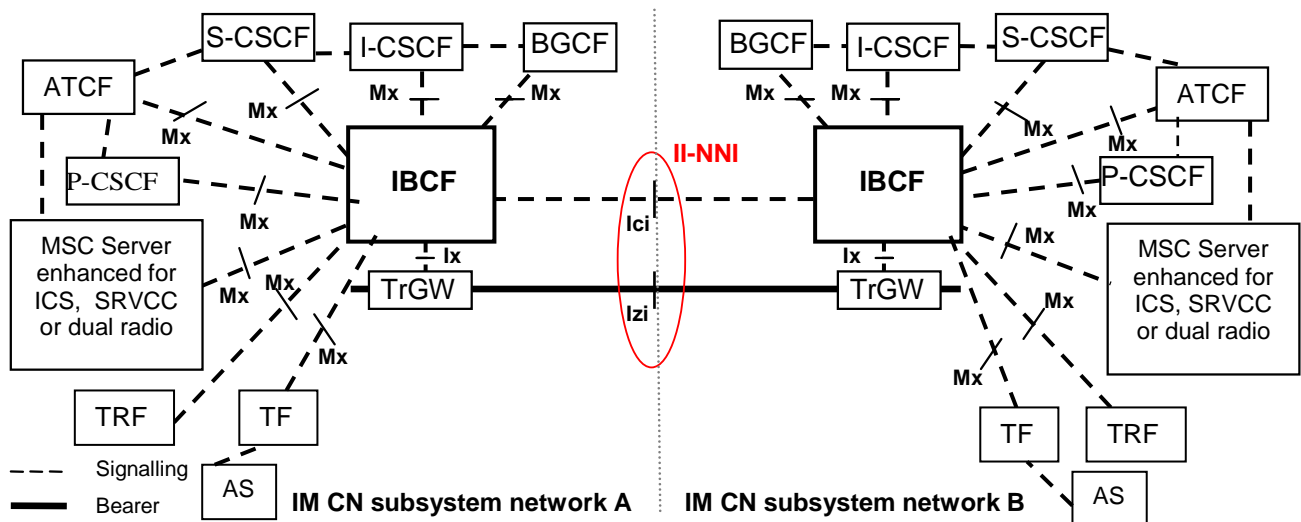 S-CSCF
I-CSCF
BGCF
BGCF
I-CSCF
S-CSCF
ATCF
ATCF
Mx
Mx
Mx
Mx
Mx
Mx
Mx
Mx
Mx
Mx
II-NNI
P-CSCF
IBCF
IBCF
P-CSCF
Mx
Ici
Mx
MSC Server
enhanced for
ICS, SRVCC
or dual radio
Mx
Mx
Ix
Ix
Mx
MSC Server
enhanced for
ICS, SRVCC
or dual radio
TrGW
TrGW
Mx
Izi
Mx
Mx
TRF
TF
TF
TRF
Signalling
AS
AS
Bearer
IM CN subsystem network A
IM CN subsystem network B